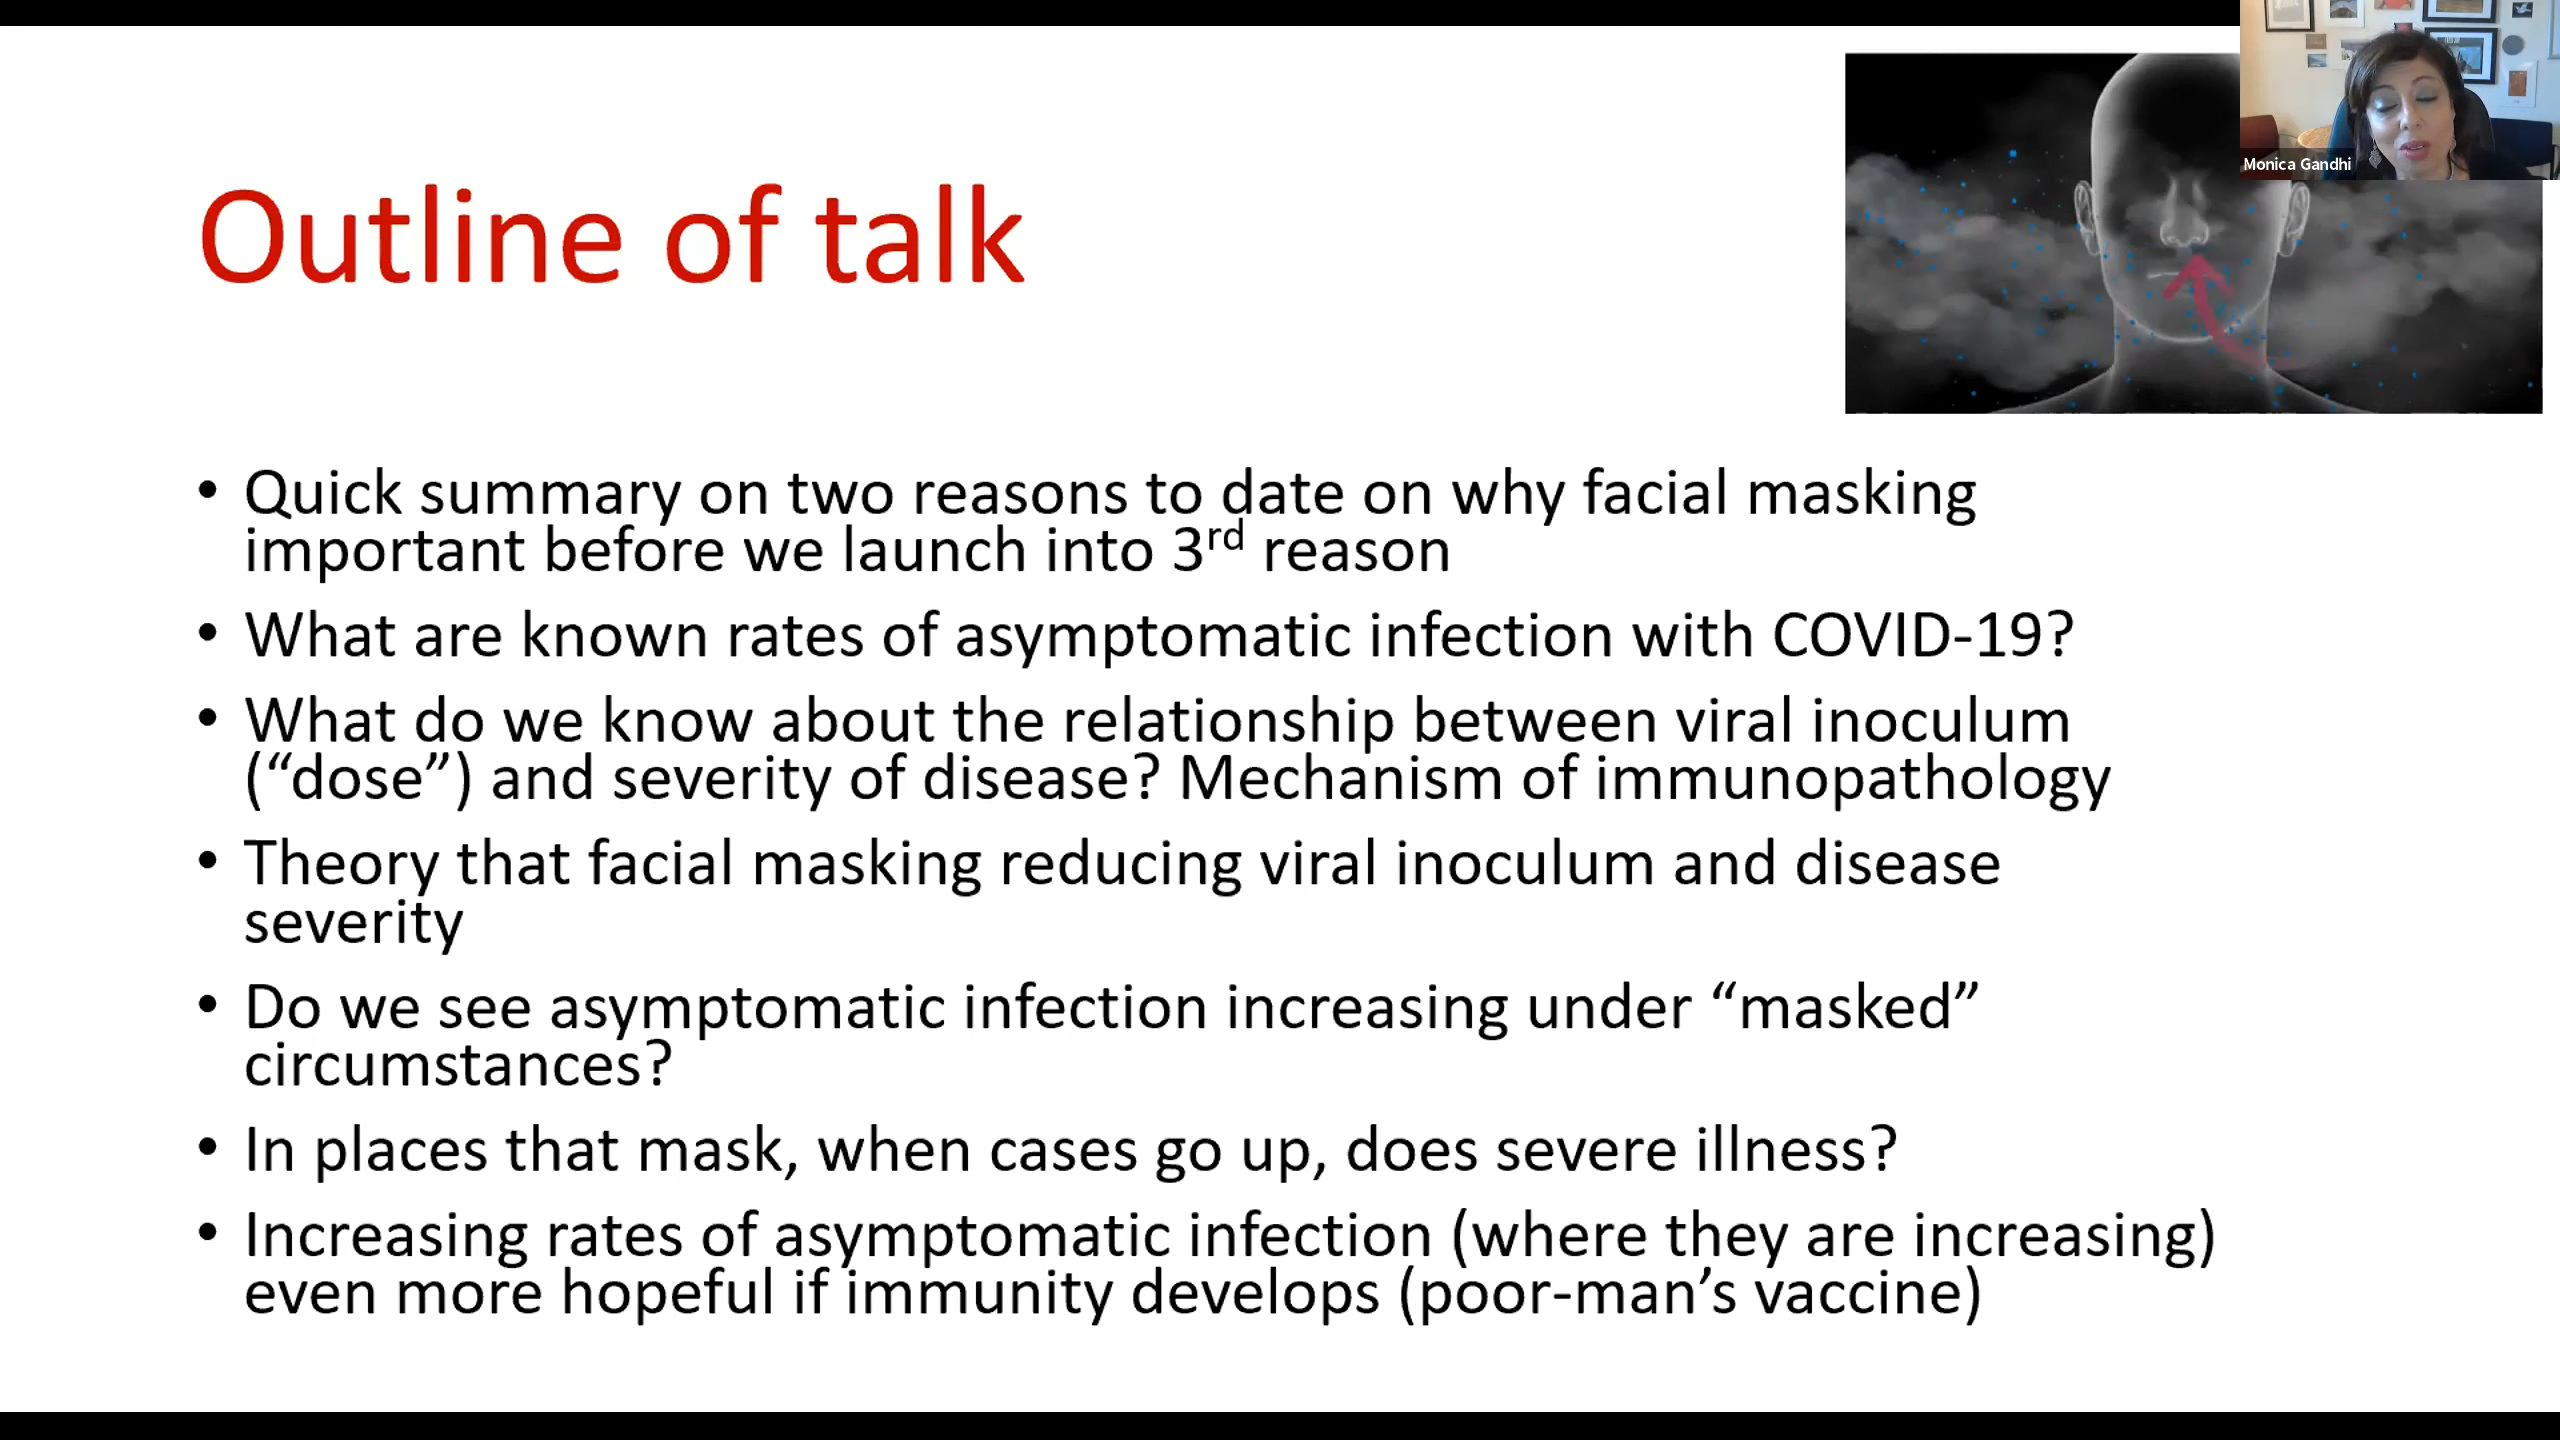 Monica Gandhi
Outline of talk
• Quick summary on two reasons to date on why facial masking
important before we launch into 3rd reason
• What are known rates of asymptomatic infection with COVID-19?
• What do we know about the relationship between viral inoculum
(“dose”) and severity of disease? Mechanism of immunopathology
• Theory that facial masking reducing viral inoculum and disease
severity
• Do we see asymptomatic infection increasing under “masked”
circumstances?
• In places that mask, when cases go up, does severe illness?
• Increasing rates of asymptomatic infection (where they are increasing)
even more hopeful if immunity develops (poor-man’s vaccine)